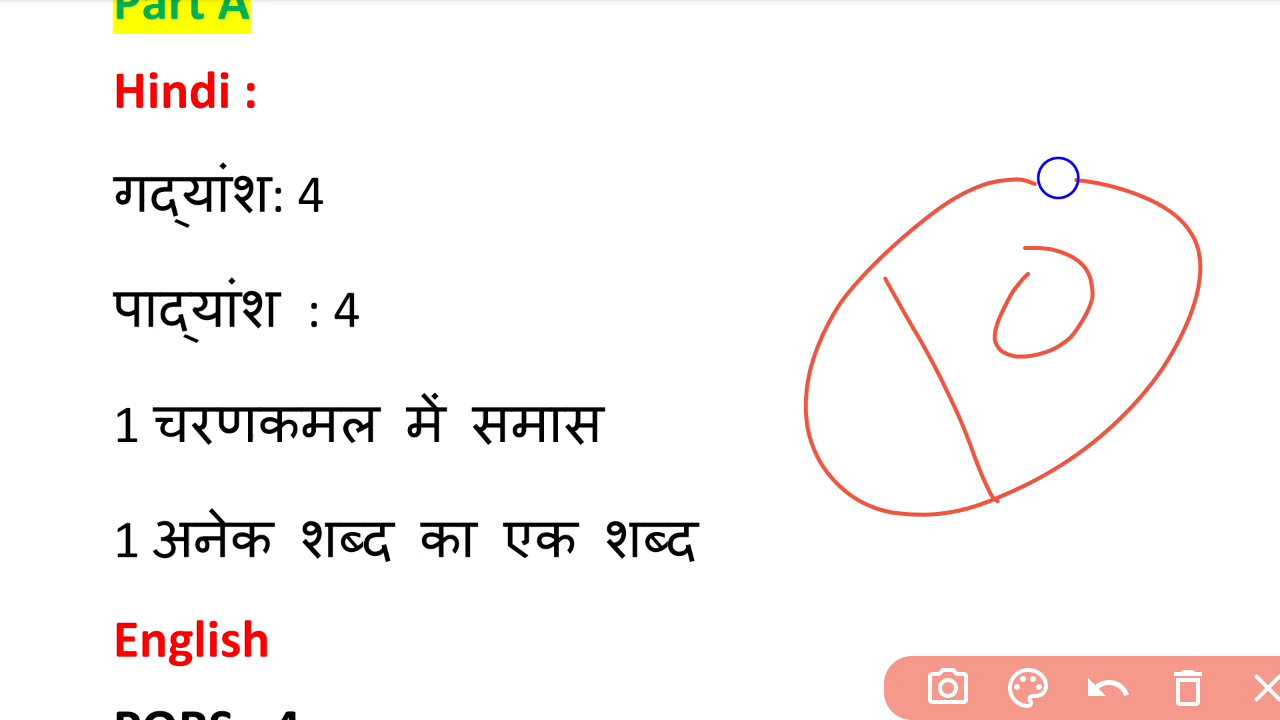 Part A
Hindi :
गद्‌यांश: 4
पाद्‌यांश : 4
1 चरणकमल में समास
1 अनेक शब्द का एक शब्द
English